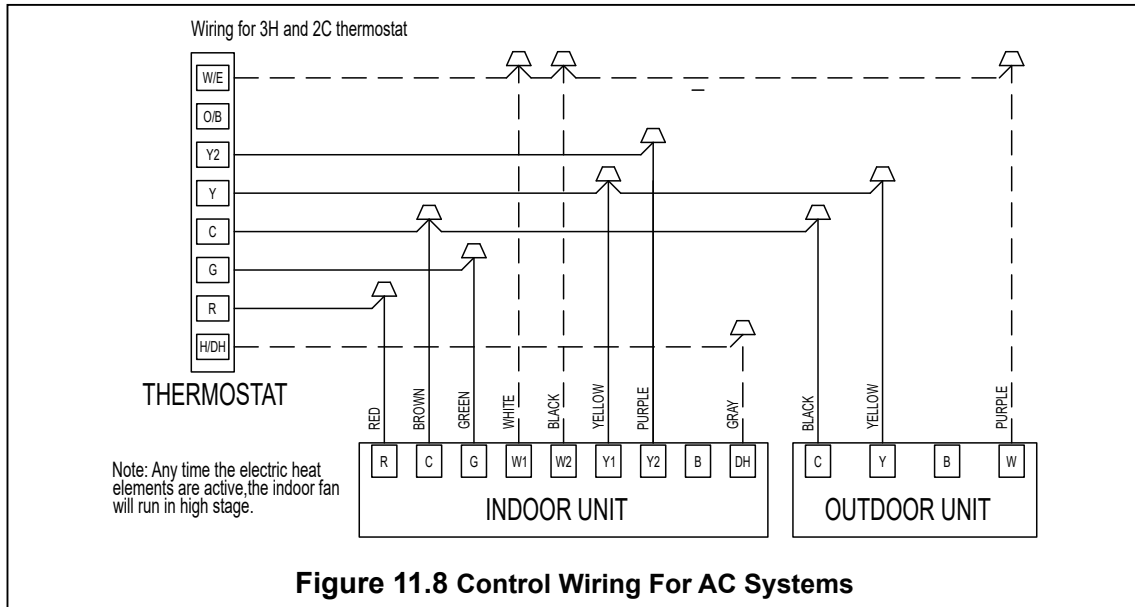 Wiring for 3H and 2C thermostat
W/E
O/B
Y2
Y
C
G
R
H/DH
THERMOSTAT
RED
BROWN
GREEN
WHITE
BLACK
YELLOW
PURPLE
GRAY
BLACK
YELLOW
PURPLE
R C G W1 W2 Y1 Y2 B DH
C Y B W
INDOOR UNIT
OUTDOOR UNIT
Note: Any time the electric heat
elements are active,the indoor fan
will run in high stage.
Figure 11.8 Control Wiring For AC Systems